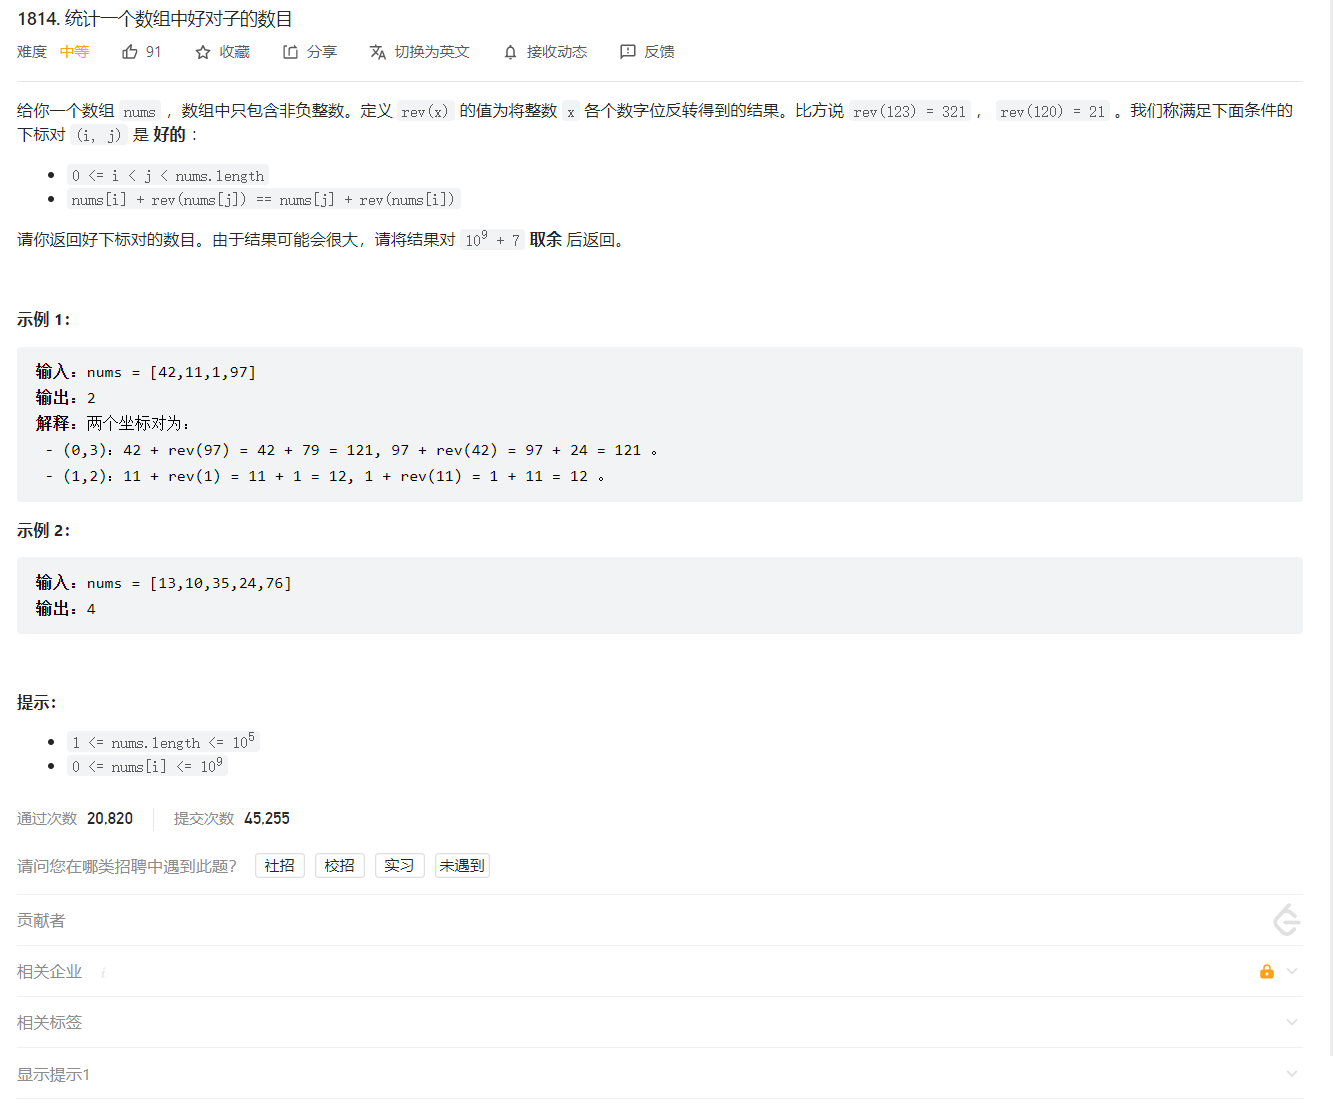 1814. 统计一个数组中好对子的数目
难度 中等 91 收藏 分享 切换为英文 接收动态 反馈
给你一个数组 nums ，数组中只包含非负整数。定义 rev(x) 的值为将整数 x 各个数字位反转得到的结果。比方说 rev(123) = 321 ， rev(120) = 21 。我们称满足下面条件的
下标对 (i, j) 是 好的 ：
0 <= i < j < nums.length
nums[i] + rev(nums[j]) == nums[j] + rev(nums[i])
请你返回好下标对的数目。由于结果可能会很大，请将结果对 10⁹ + 7 取余 后返回。
示例 1：
输入：nums = [42,11,1,97]
输出：2
解释：两个坐标对为：
- (0,3)：42 + rev(97) = 42 + 79 = 121, 97 + rev(42) = 97 + 24 = 121 。
- (1,2)：11 + rev(1) = 11 + 1 = 12, 1 + rev(11) = 1 + 11 = 12 。
示例 2：
输入：nums = [13,10,35,24,76]
输出：4
提示：
1 <= nums.length <= 10⁵
0 <= nums[i] <= 10⁹
通过次数 20,820 提交次数 45,255
请问您在哪类招聘中遇到此题？ 社招 校招 实习 未遇到
贡献者
相关企业 i
相关标签
显示提示1